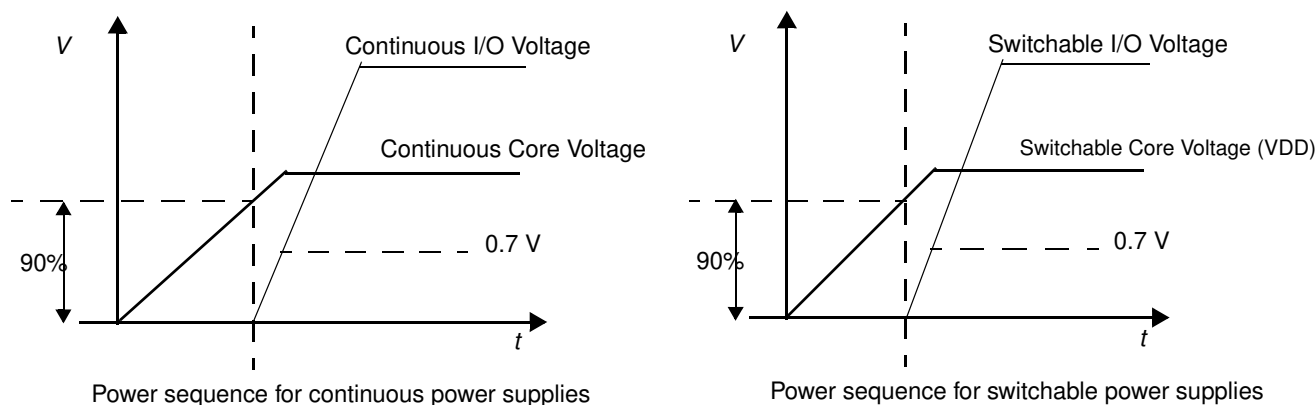 V
Continuous I/O Voltage
Continuous Core Voltage
90%
0.7 V
t
Power sequence for continuous power supplies
V
Switchable I/O Voltage
Switchable Core Voltage (VDD)
90%
0.7 V
t
Power sequence for switchable power supplies